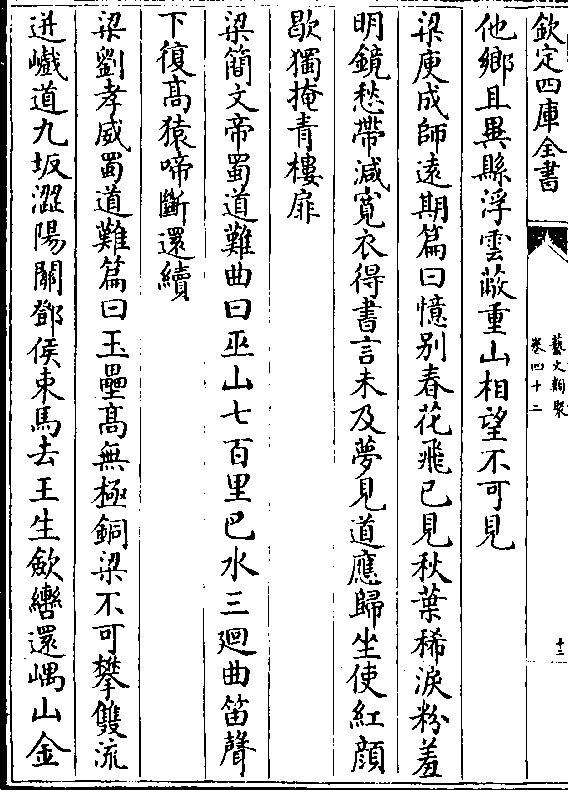 欽定四庫全書
藝文類聚
卷四十二
十三
他鄉且異縣浮雲蔽重山相望不可見
梁庾成師遠期篇曰憶别春花飛已見秋葉稀淚粉羞
明鏡愁帶減寛衣得書言未及夢見道應歸坐使紅顔
歇獨掩青樓扉
梁簡文帝蜀道難曲曰巫山七百里巴水三廻曲笛聲
下復髙猿啼斷還續
梁劉孝威蜀道難篇曰玉壘髙無極銅梁不可攀雙流
迸巇道九坂澀陽關鄧侯束馬去王生歛轡還嵎山金